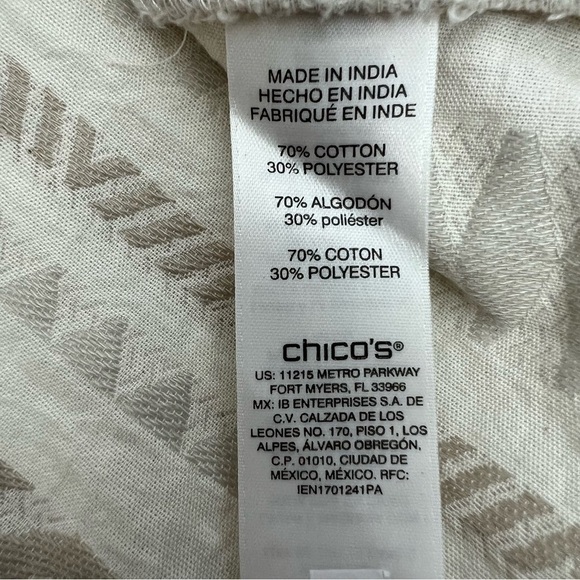 MADE IN INDIA
HECHO EN INDIA
FABRIQUÉ EN INDE
70% COTTON
30% POLYESTER
70% ALGODÓN
30% poliéster
70% COTON
30% POLYESTER
chico's®
US: 11215 METRO PARKWAY
FORT MYERS, FL 33966
MX: IB ENTERPRISES S.A. DE
C.V. CALZADA DE LOS
LEONES NO. 170, PISO 1, LOS
ALPES, ÁLVARO OBREGÓN,
C.P. 01010, CIUDAD DE
MÉXICO, MÉXICO. RFC:
IEN1701241PA